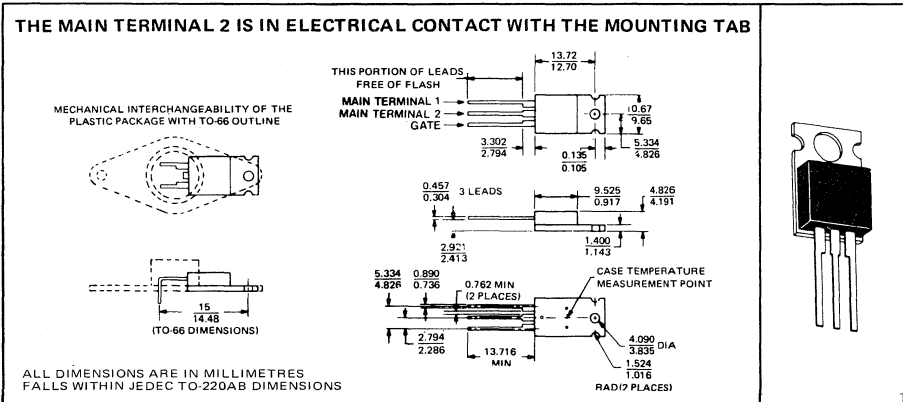 THE MAIN TERMINAL 2 IS IN ELECTRICAL CONTACT WITH THE MOUNTING TAB
MECHANICAL INTERCHANGEABILITY OF THE
PLASTIC PACKAGE WITH TO-66 OUTLINE
THIS PORTION OF LEADS
FREE OF FLASH
MAIN TERMINAL 1
MAIN TERMINAL 2
GATE
13.72
12.70
10.67
9.65
5.334
4.826
3.302
2.794
0.135
0.105
0.457
0.304
3 LEADS
9.525
0.917
4.826
4.191
2.921
2.413
1.400
1.143
5.334
4.826
0.890
0.736
0.762 MIN
(2 PLACES)
CASE TEMPERATURE
MEASUREMENT POINT
15
14.48
(TO-66 DIMENSIONS)
2.794
2.286
13.716
MIN
4.090
3.835
DIA
1.524
1.016
RAD(2 PLACES)
ALL DIMENSIONS ARE IN MILLIMETRES
FALLS WITHIN JEDEC TO-220AB DIMENSIONS